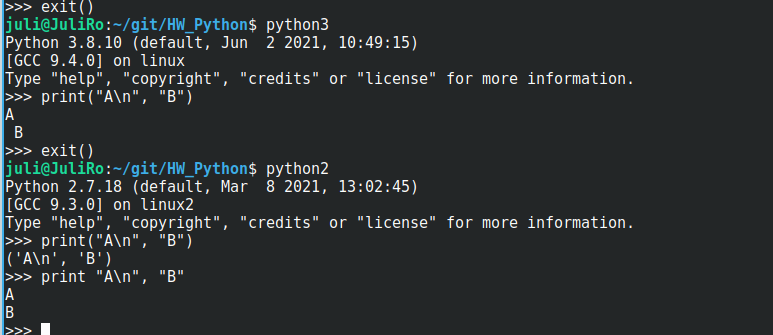 >>> exit()
juli@JuliRo:~/git/HW_Python$ python3
Python 3.8.10 (default, Jun  2 2021, 10:49:15)
[GCC 9.4.0] on linux
Type "help", "copyright", "credits" or "license" for more information.
>>> print("A\n", "B")
A
 B
>>> exit()
juli@JuliRo:~/git/HW_Python$ python2
Python 2.7.18 (default, Mar  8 2021, 13:02:45)
[GCC 9.3.0] on linux2
Type "help", "copyright", "credits" or "license" for more information.
>>> print("A\n", "B")
('A\n', 'B')
>>> print "A\n", "B"
A
B
>>>